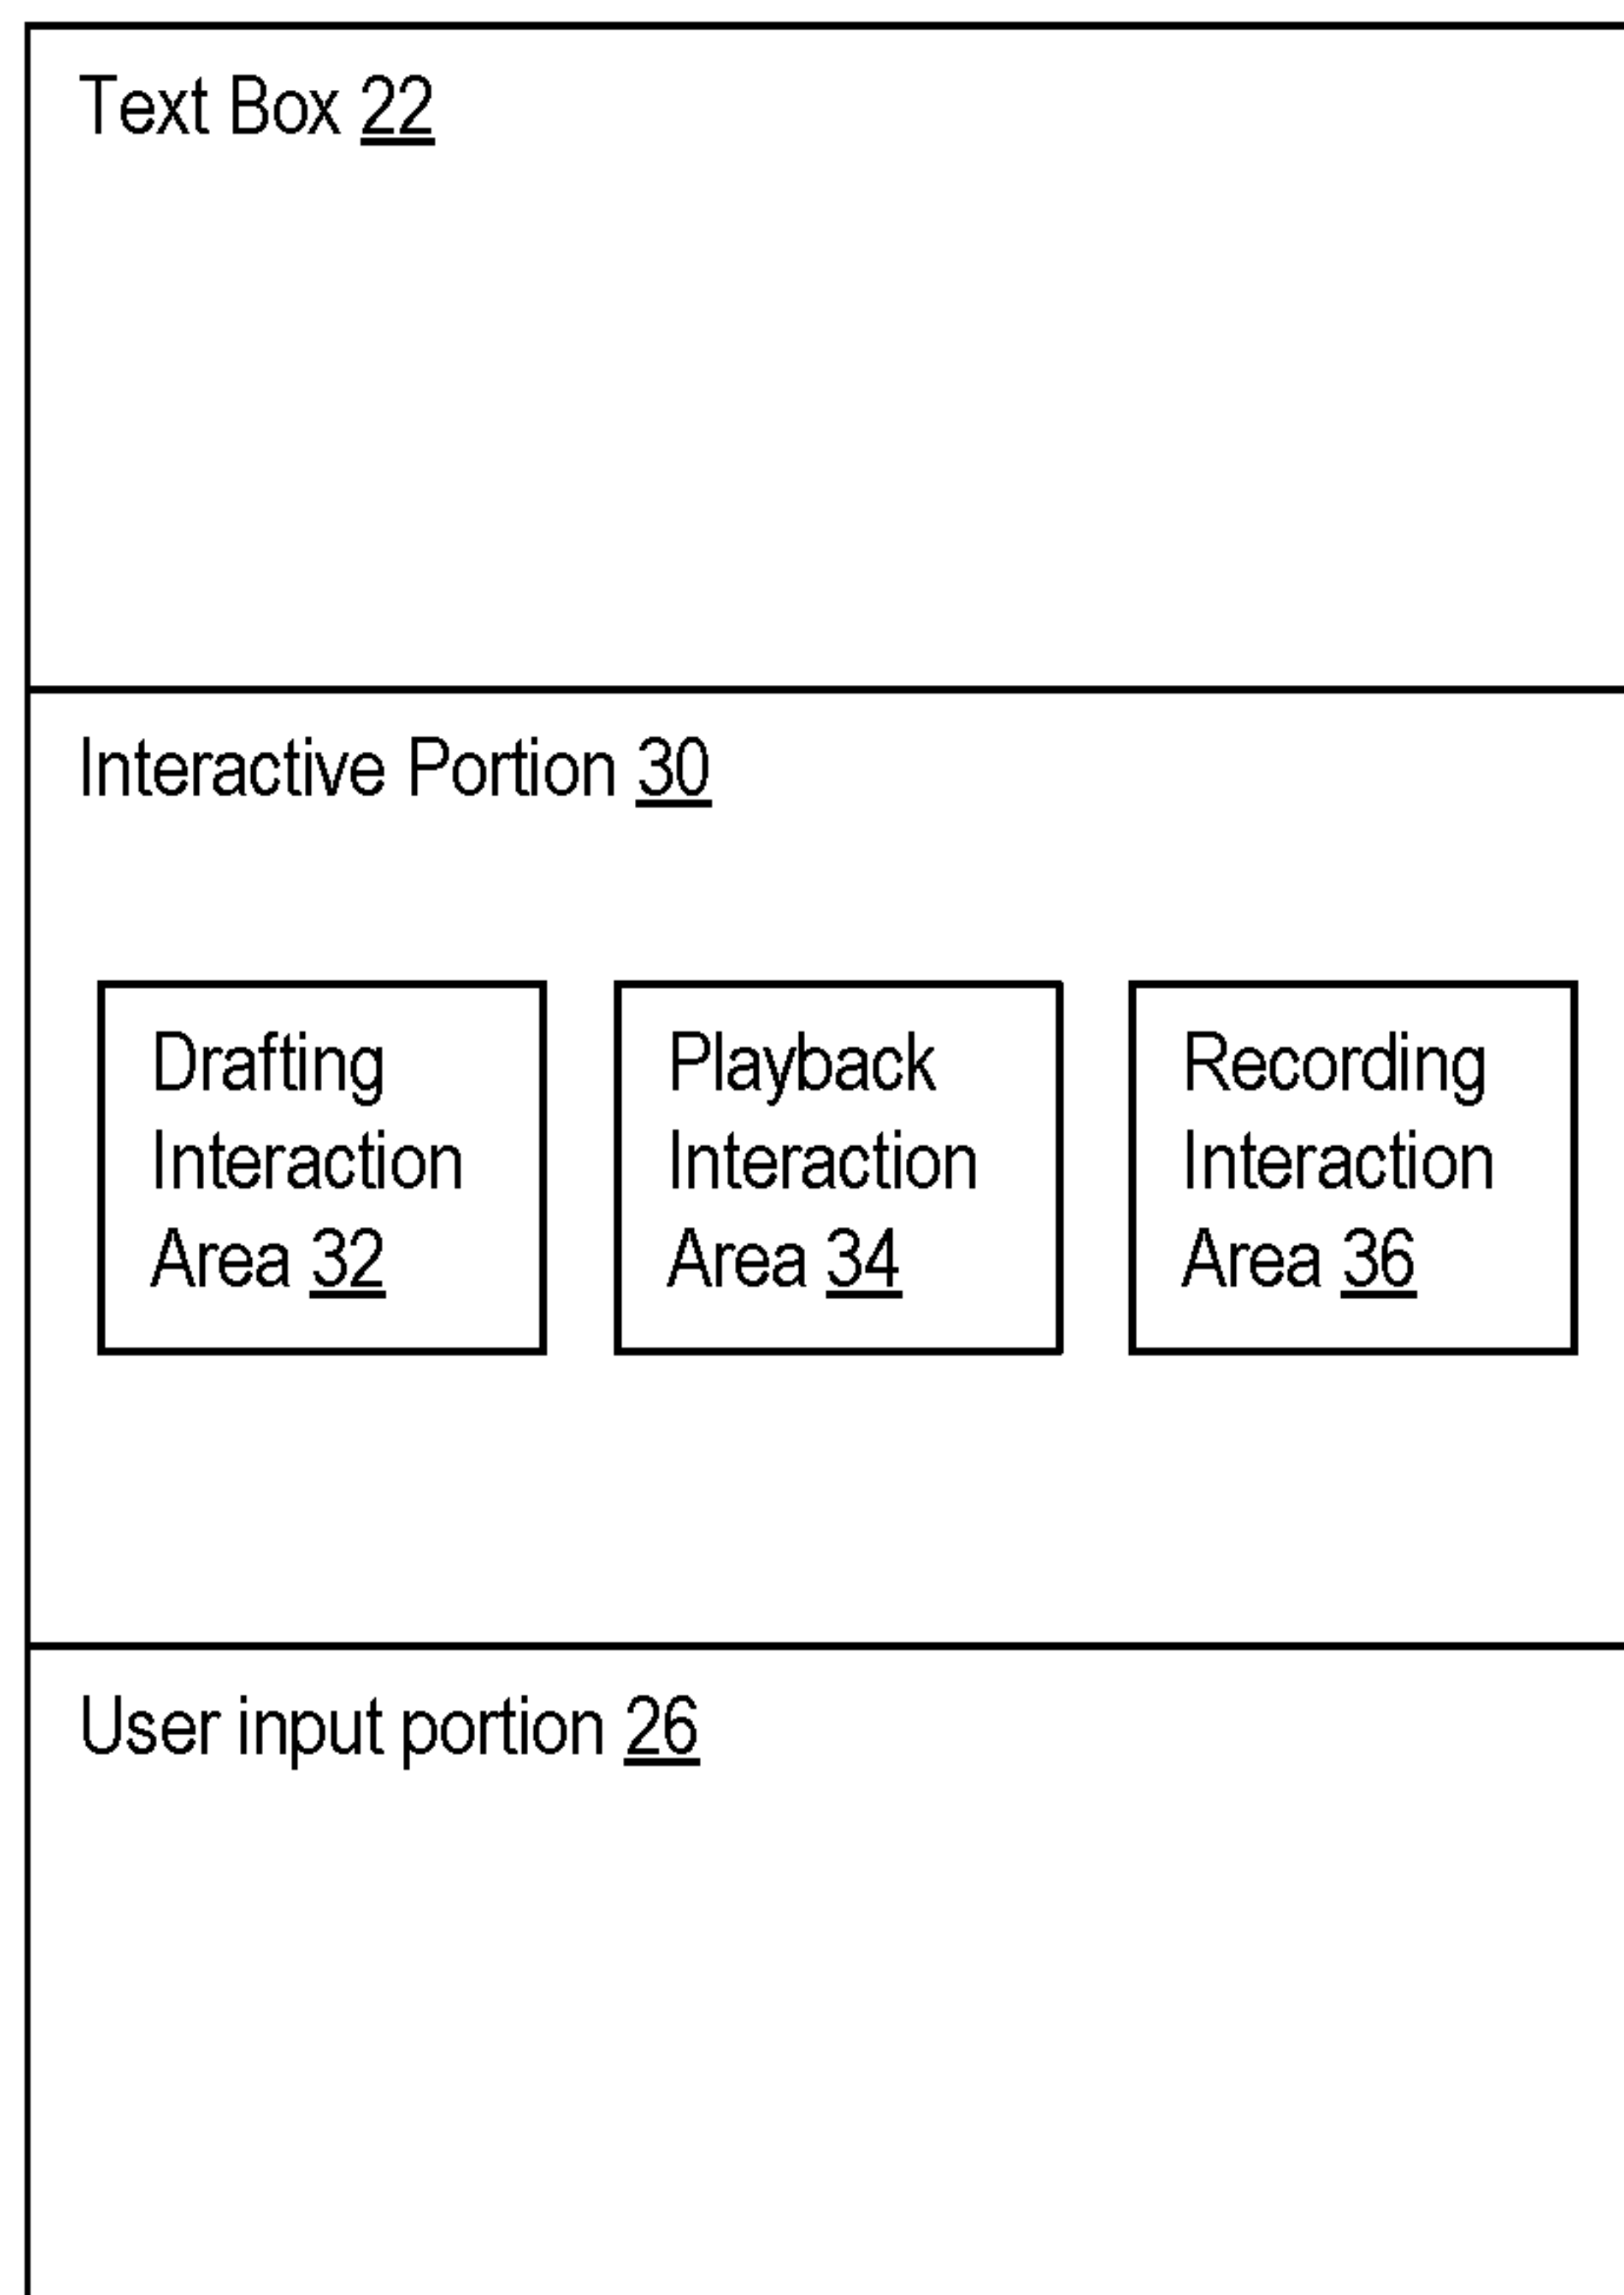 Text Box 22
Interactive Portion 30
Drafting
Interaction
Area 32
Playback
Interaction
Area 34
Recording
Interaction
Area 36
User input portion 26